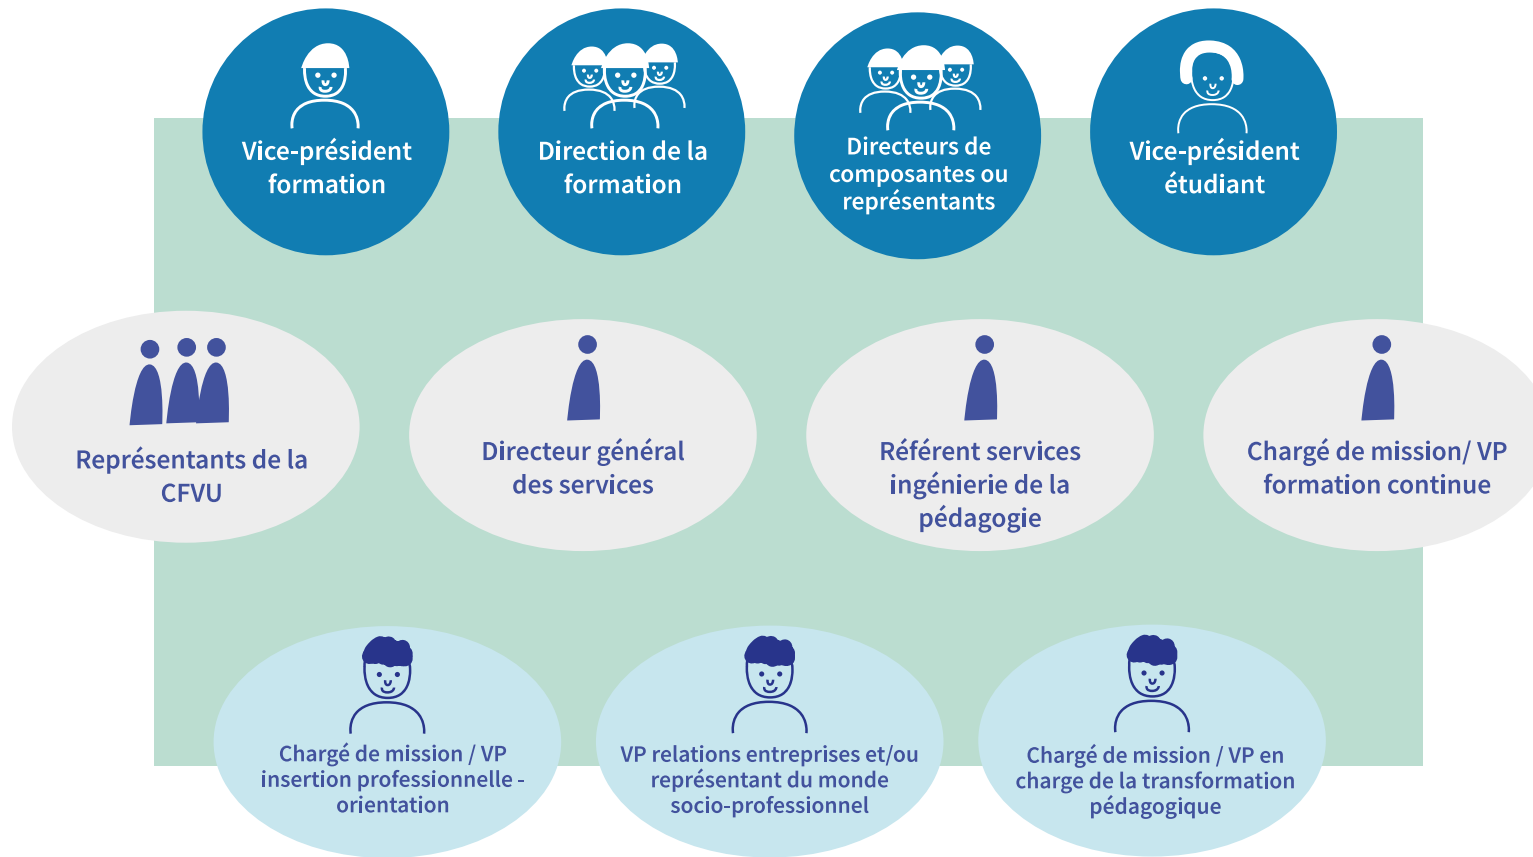 Vice-président
formation
Direction de la
formation
Directeurs de
composantes ou
représentants
Vice-président
étudiant
Représentants de la
CFVU
Directeur général
des services
Référent services
ingénierie de la
pédagogie
Chargé de mission/ VP
formation continue
Chargé de mission / VP
insertion professionnelle -
orientation
VP relations entreprises et/ou
représentant du monde
socio-professionnel
Chargé de mission / VP en
charge de la transformation
pédagogique